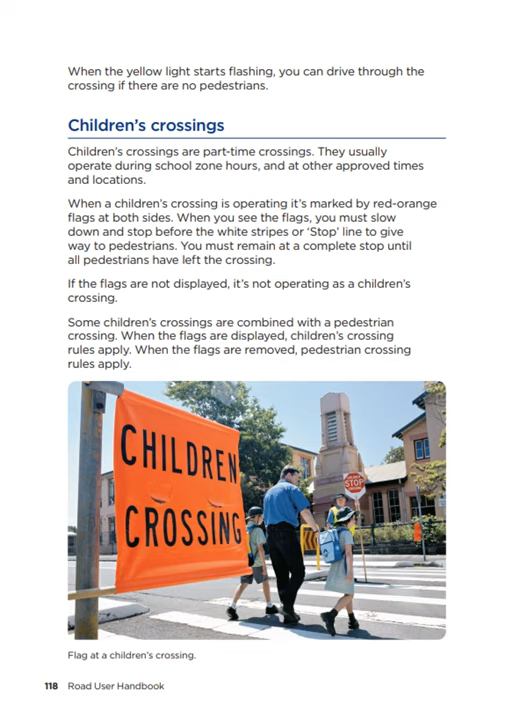 When the yellow light starts flashing, you can drive through the
crossing if there are no pedestrians.
Children's crossings
Children's crossings are part-time crossings. They usually
operate during school zone hours, and at other approved times
and locations.
When a children's crossing is operating it's marked by red-orange
flags at both sides. When you see the flags, you must slow
down and stop before the white stripes or 'Stop' line to give
way to pedestrians. You must remain at a complete stop until
all pedestrians have left the crossing.
If the flags are not displayed, it's not operating as a children's
crossing.
Some children's crossings are combined with a pedestrian
crossing. When the flags are displayed, children's crossing
rules apply. When the flags are removed, pedestrian crossing
rules apply.
CHILDREN
CROSSING
STOP
Flag at a children's crossing.
118 Road User Handbook